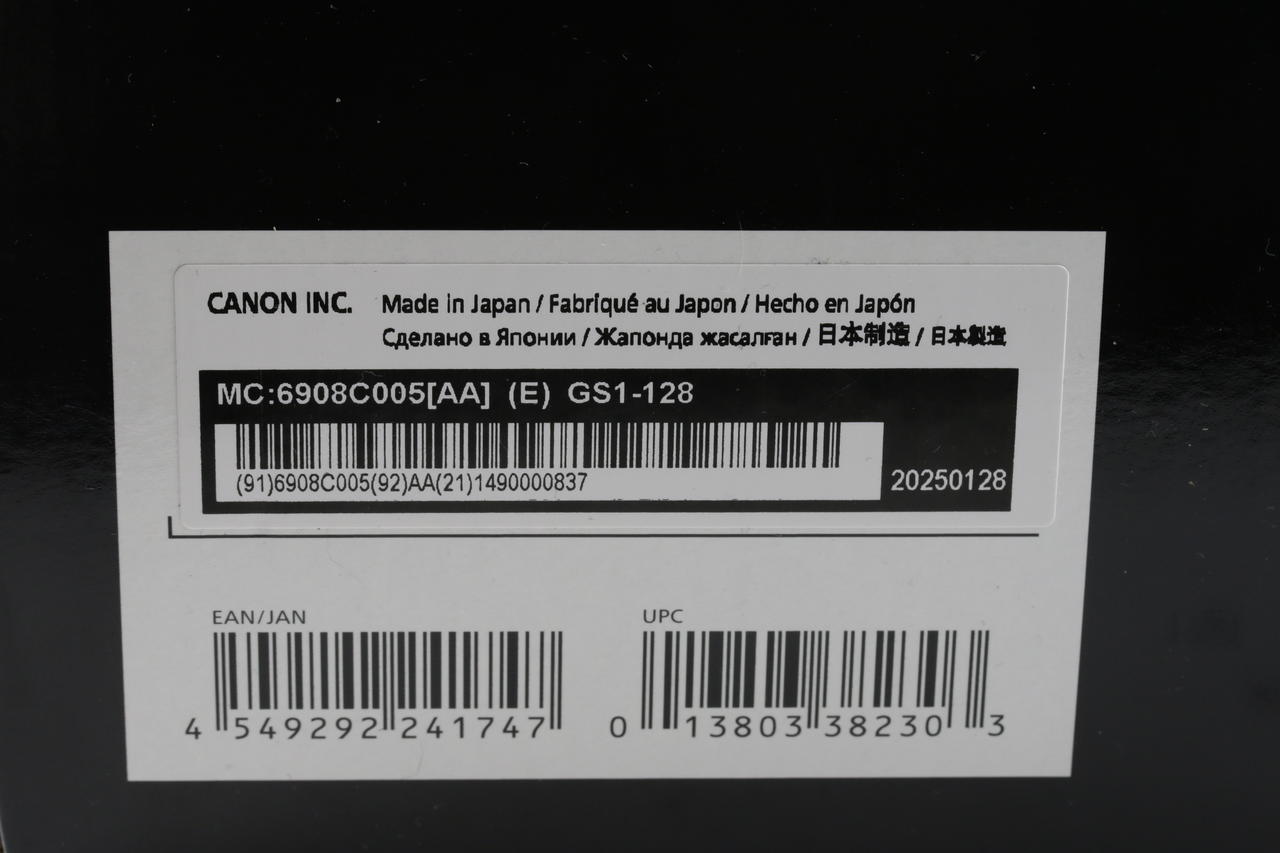 CANON INC. Made in Japan / Fabriqué au Japon / Hecho en Japón
Сделано в Японии / Жапонда жасалған / 日本制造 / 日本製造
MC:6908C005[AA] (E) GS1-128
(91)6908C005(92)AA(21)1490000837
20250128
EAN/JAN
4 549292 241747
UPC
0 13803 38230 3